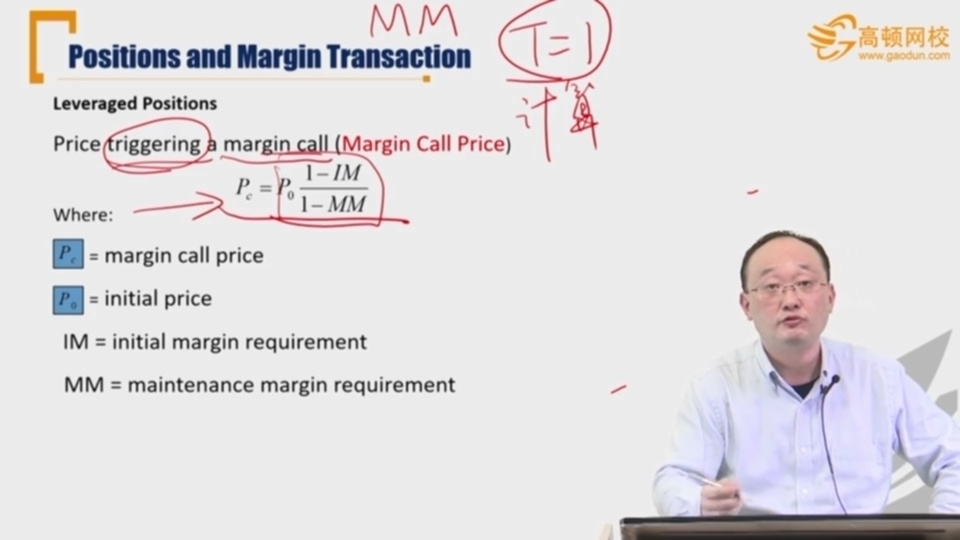 MM
T=1
高顿网校
www.gaodun.com
Positions and Margin Transaction
计算
Leveraged Positions
Price triggering a margin call (Margin Call Price)
P_c = P_0 \frac{1-IM}{1-MM}
Where:
P_c = margin call price
P_0 = initial price
IM = initial margin requirement
MM = maintenance margin requirement